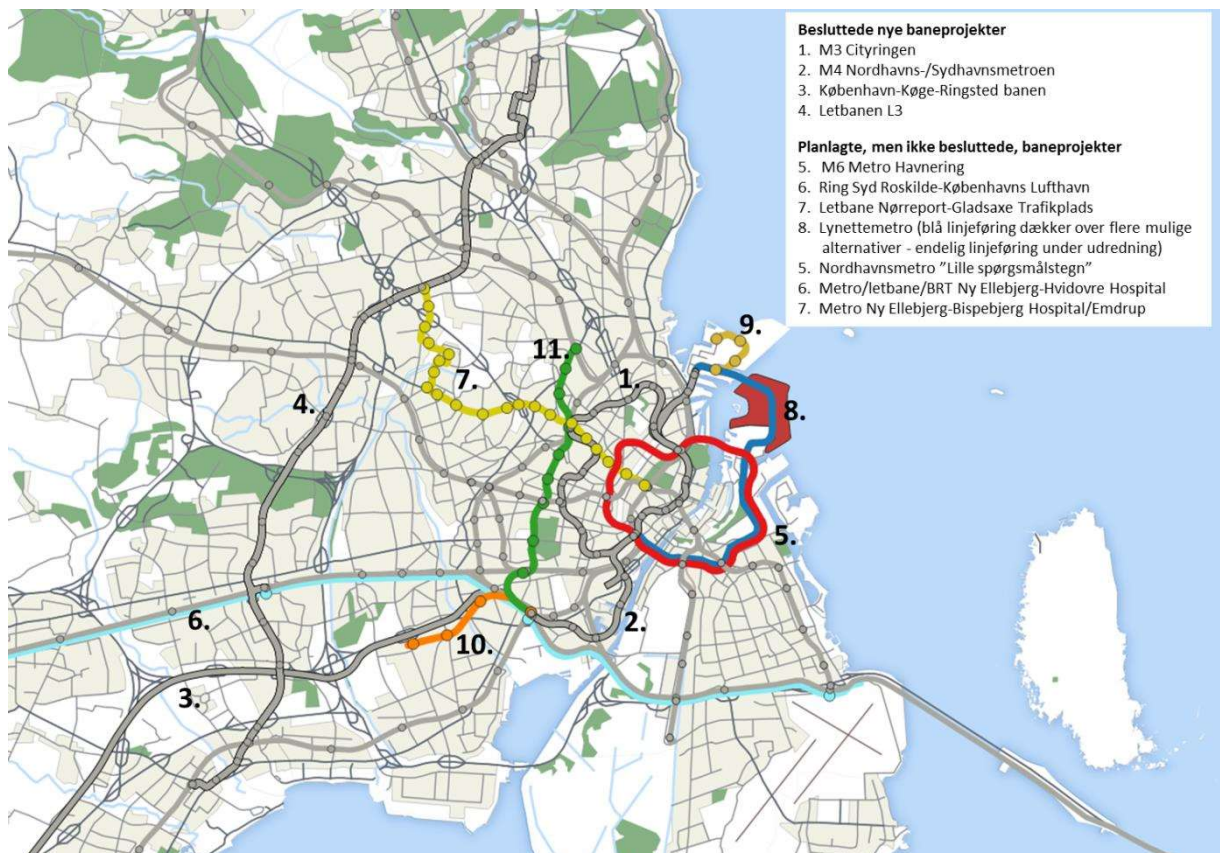 Besluttede nye baneprojekter
1. M3 Cityringen
2. M4 Nordhavns-/Sydhavnsmetroen
3. København-Køge-Ringsted banen
4. Letbanen L3
Planlagte, men ikke besluttede, baneprojekter
5. M6 Metro Havnering
6. Ring Syd Roskilde-Københavns Lufthavn
7. Letbane Nørreport-Gladsaxe Trafikplads
8. Lynettemetro (blå linjeføring dækker over flere mulige
alternativer - endelig linjeføring under udredning)
5. Nordhavnsmetro ”Lille spørgsmålstegn”
6. Metro/letbane/BRT Ny Ellebjerg-Hvidovre Hospital
7. Metro Ny Ellebjerg-Bispebjerg Hospital/Emdrup
9.
11.
1.
7.
4.
8.
5.
6.
2.
10.
3.